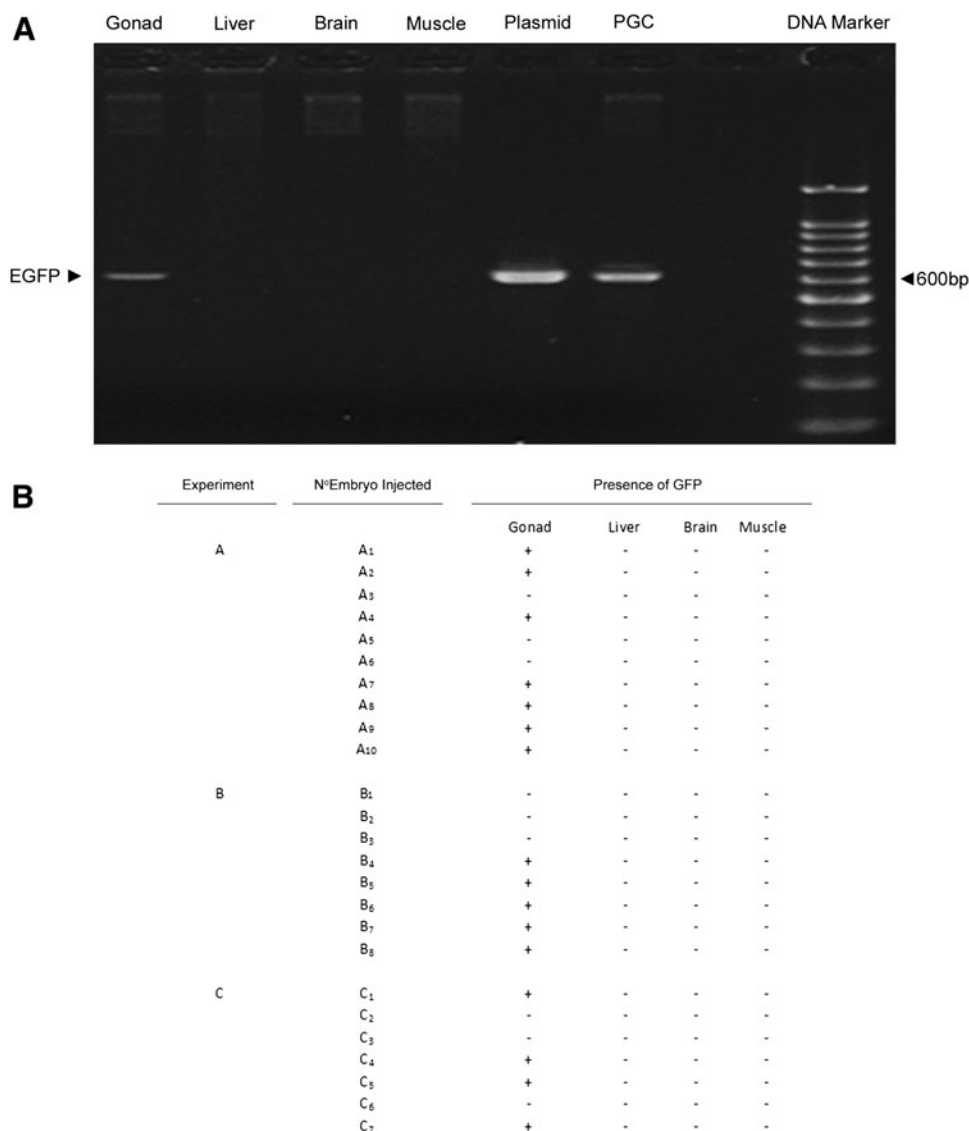 A
Gonad Liver Brain Muscle Plasmid PGC DNA Marker
EGFP ► ◄600bp
B
Experiment NºEmbryo Injected Presence of GFP
Gonad Liver Brain Muscle
A A1 + - - -
A2 + - - -
A3 - - - -
A4 + - - -
A5 - - - -
A6 - - - -
A7 + - - -
A8 + - - -
A9 + - - -
A10 + - - -
B B1 - - - -
B2 - - - -
B3 - - - -
B4 + - - -
B5 + - - -
B6 + - - -
B7 + - - -
B8 + - - -
C C1 + - - -
C2 - - - -
C3 - - - -
C4 + - - -
C5 + - - -
C6 - - - -
C7 + - - -